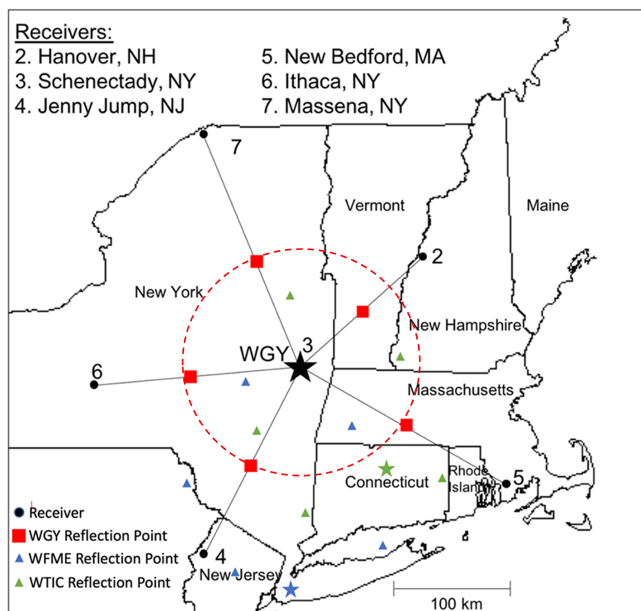 Receivers:
2. Hanover, NH
5. New Bedford, MA
3. Schenectady, NY
6. Ithaca, NY
4. Jenny Jump, NJ
7. Massena, NY
7
Vermont
Maine
2
New York
New Hampshire
3
WGY
6
Massachusetts
Connecticut
Rhode
Island
5
Receiver
WGY Reflection Point
4
WFME Reflection Point
New Jersey
WTIC Reflection Point
100 km